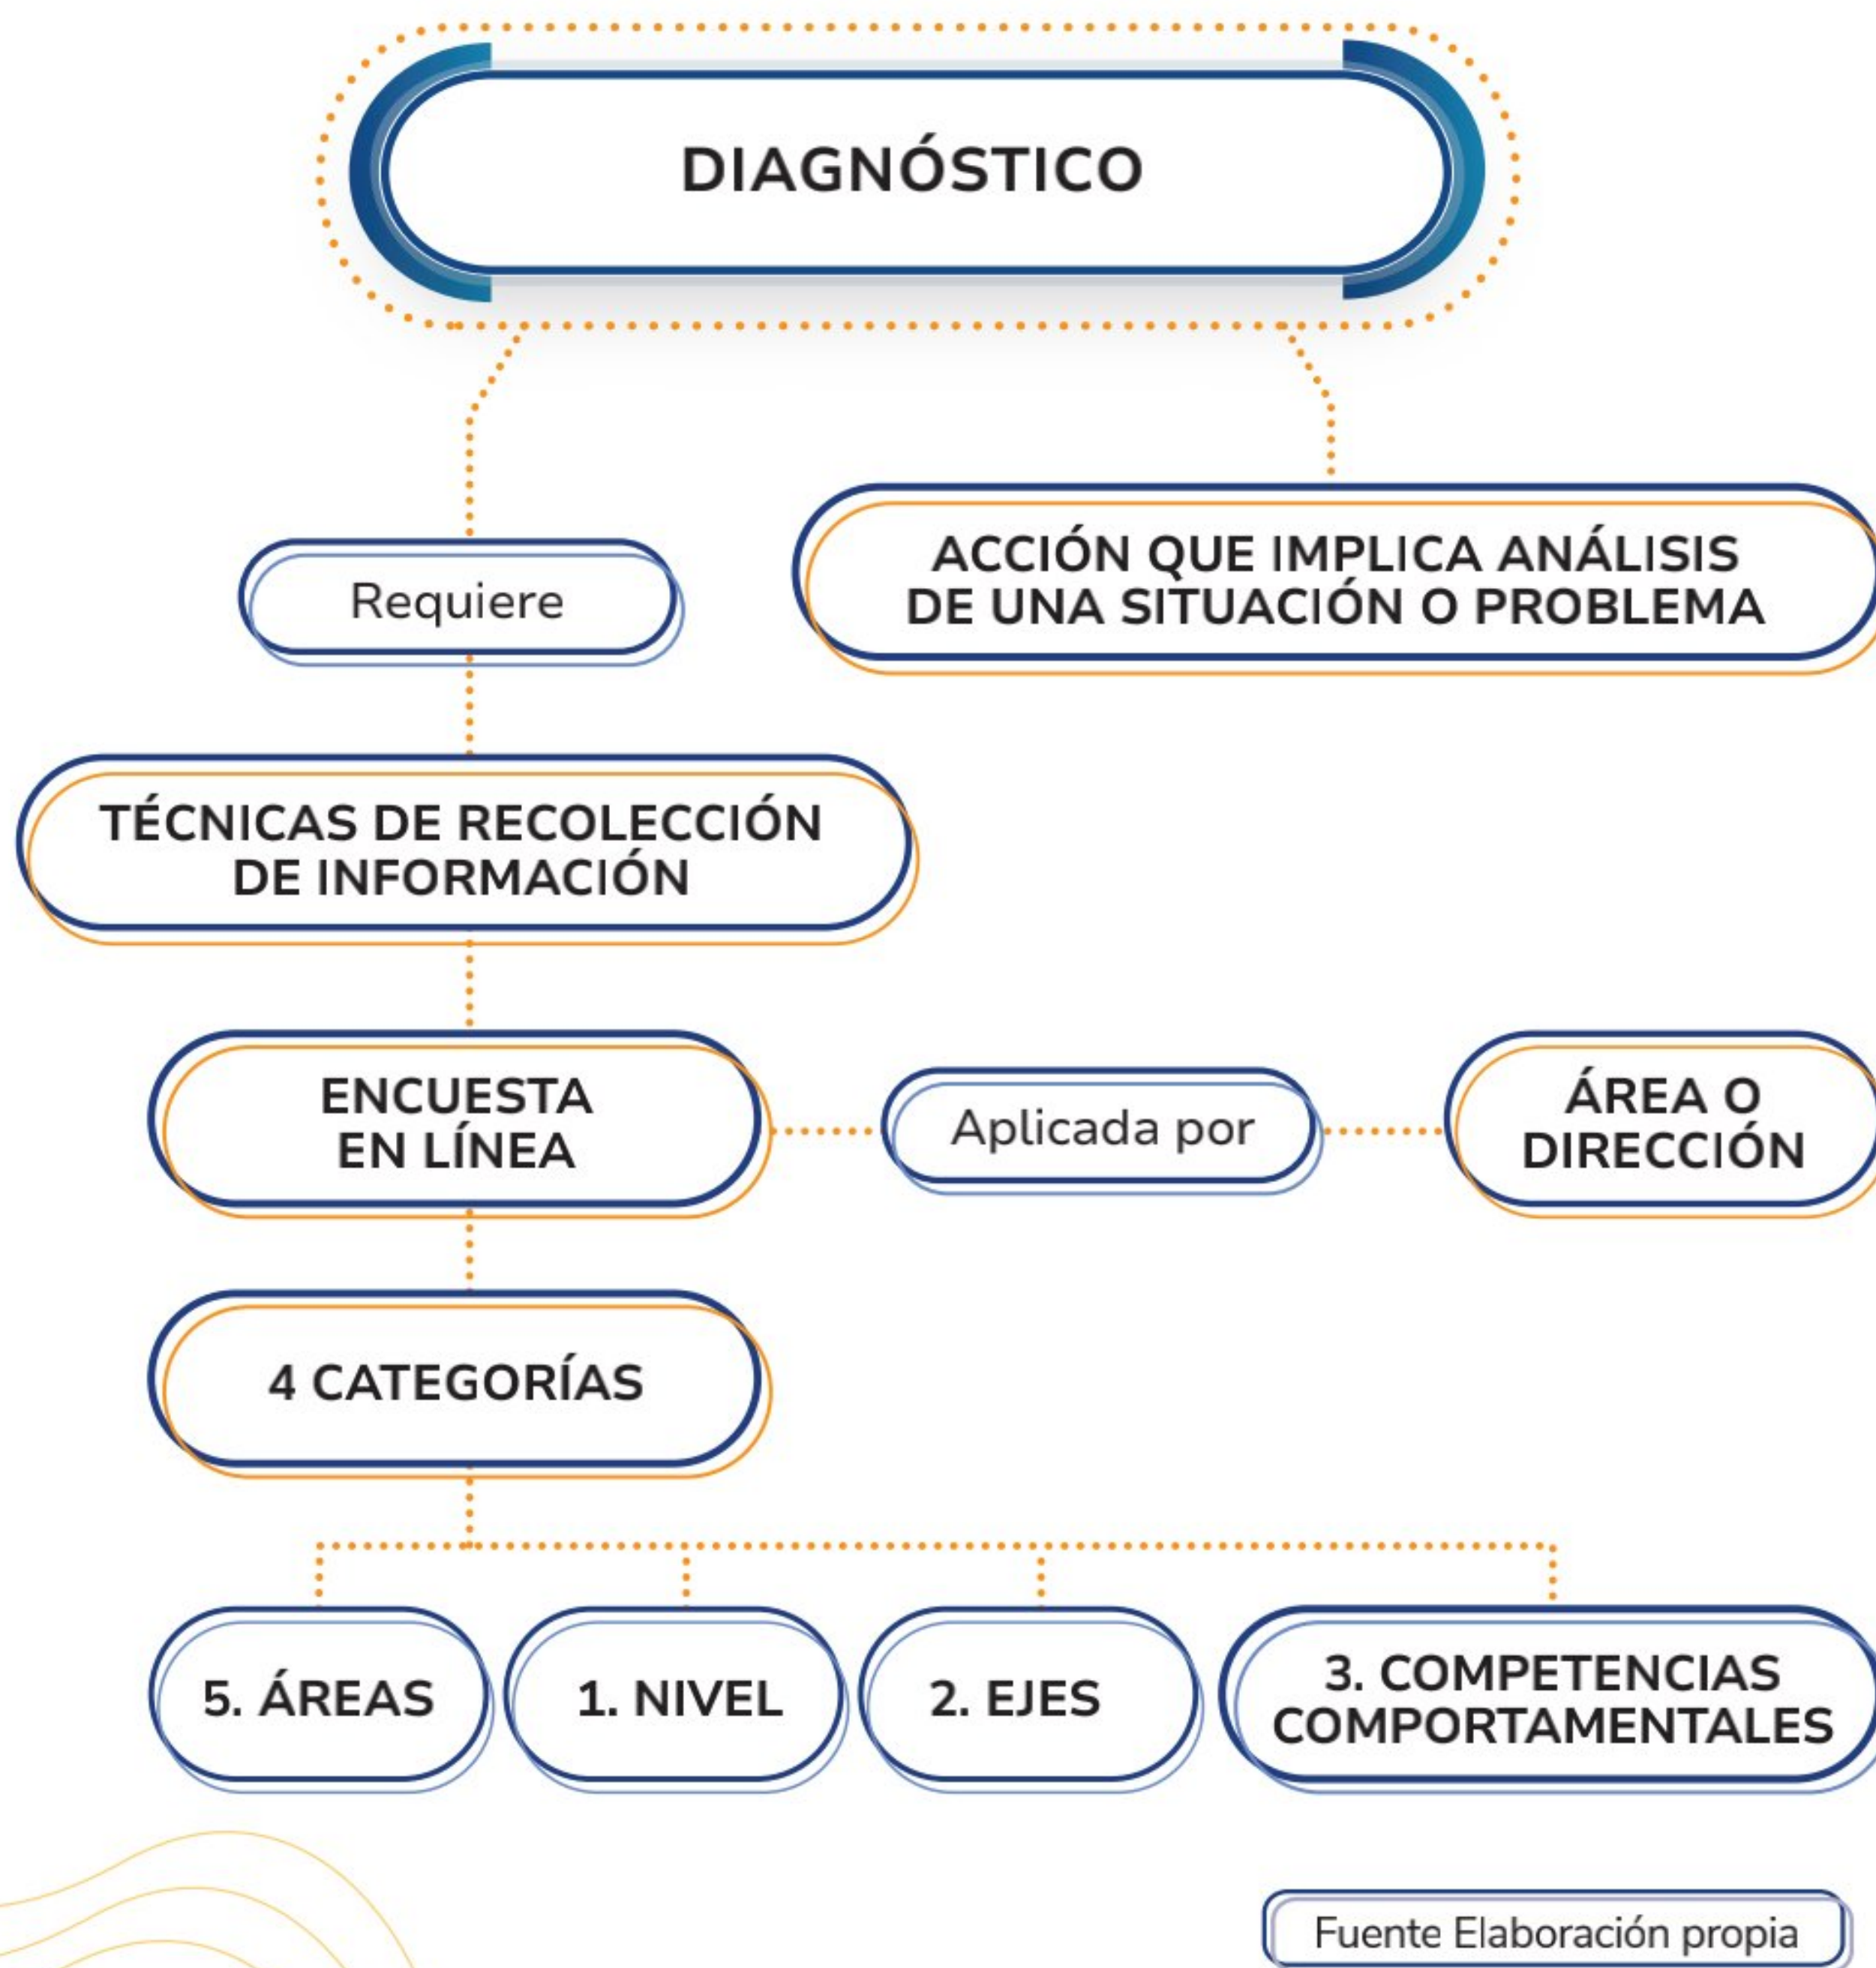 DIAGNÓSTICO
ACCIÓN QUE IMPLICA ANÁLISIS
DE UNA SITUACIÓN O PROBLEMA
Requiere
TÉCNICAS DE RECOLECCIÓN
DE INFORMACIÓN
ENCUESTA
EN LÍNEA
Aplicada por
ÁREA O
DIRECCIÓN
4 CATEGORÍAS
5. ÁREAS
1. NIVEL
2. EJES
3. COMPETENCIAS
COMPORTAMENTALES
Fuente Elaboración propia